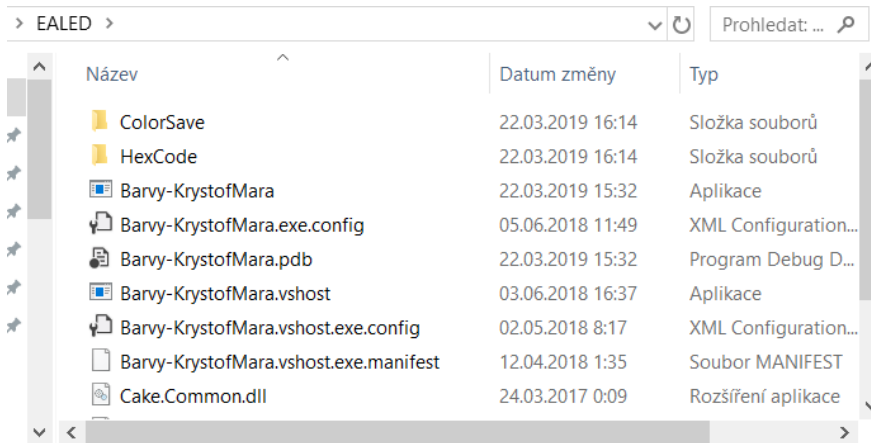 > EALED >
Prohledat: ...
Název Datum změny Typ
ColorSave 22.03.2019 16:14 Složka souborů
HexCode 22.03.2019 16:14 Složka souborů
Barvy-KrystofMara 22.03.2019 15:32 Aplikace
Barvy-KrystofMara.exe.config 05.06.2018 11:49 XML Configuration...
Barvy-KrystofMara.pdb 22.03.2019 15:32 Program Debug D...
Barvy-KrystofMara.vshost 03.06.2018 16:37 Aplikace
Barvy-KrystofMara.vshost.exe.config 02.05.2018 8:17 XML Configuration...
Barvy-KrystofMara.vshost.exe.manifest 12.04.2018 1:35 Soubor MANIFEST
Cake.Common.dll 24.03.2017 0:09 Rozšíření aplikace